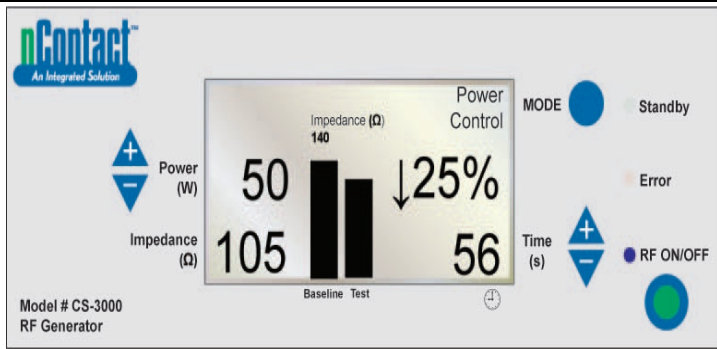 nContact™
An Integrated Solution
Power
(W)
50
Impedance
(Ω)
105
Impedance (Ω)
140
Baseline Test
Power
Control
↓25%
56
MODE
Time
(s)
Standby
Error
RF ON/OFF
Model # CS-3000
RF Generator